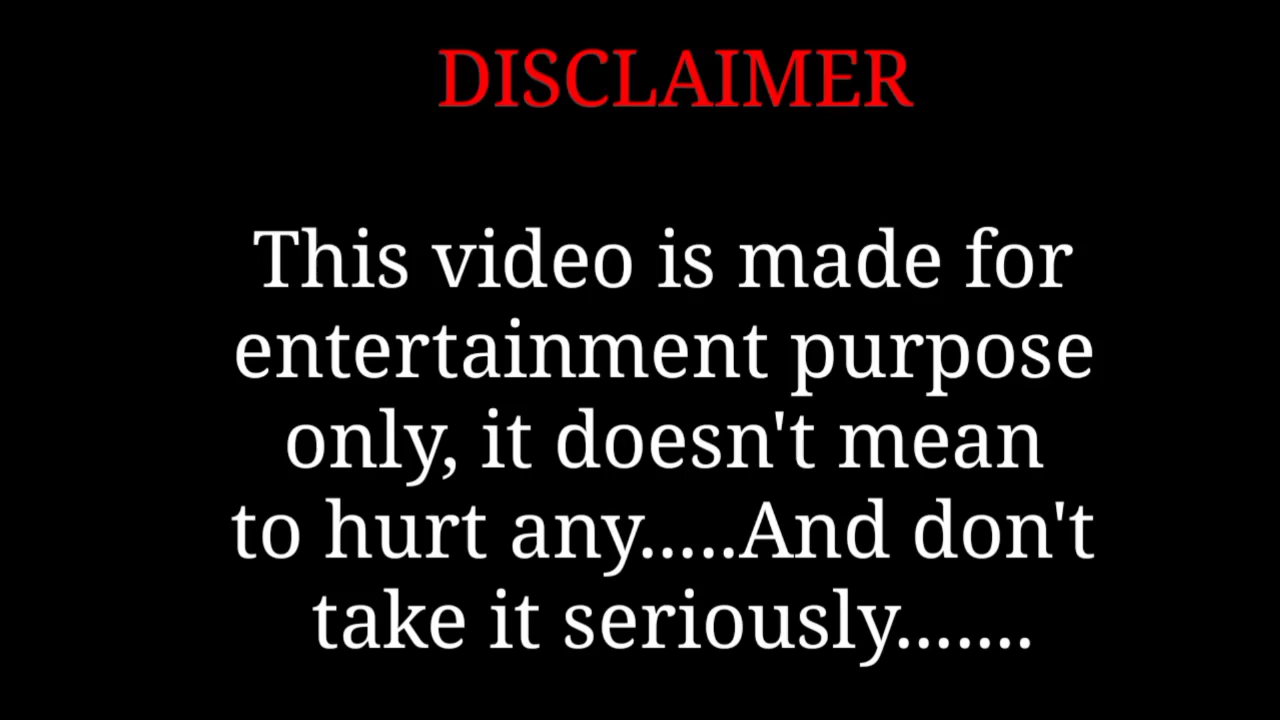 DISCLAIMER
This video is made for
entertainment purpose
only, it doesn't mean
to hurt any.....And don't
take it seriously.......